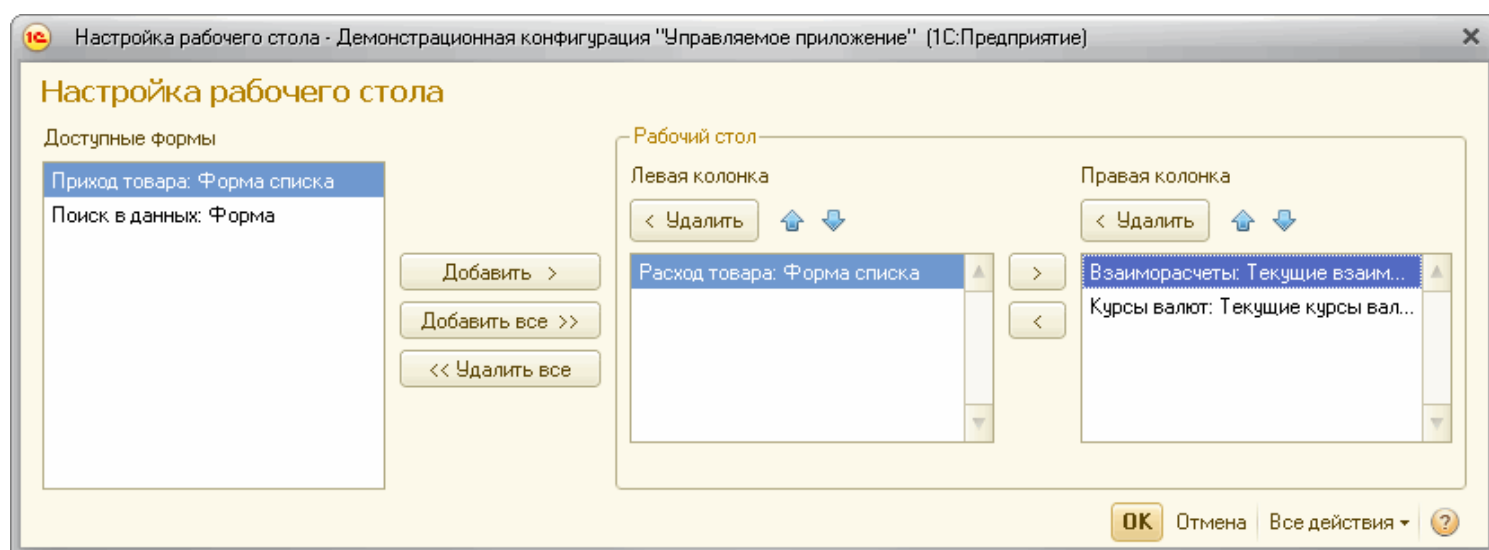 1С Настройка рабочего стола - Демонстрационная конфигурация "Управляемое приложение" (1С:Предприятие)
Настройка рабочего стола
Доступные формы
Приход товара: Форма списка
Поиск в данных: Форма
Добавить >
Добавить все >>
<< Удалить все
Рабочий стол
Левая колонка
< Удалить
Расход товара: Форма списка
>
<
Правая колонка
< Удалить
Взаиморасчеты: Текущие взаим...
Курсы валют: Текущие курсы вал...
OK Отмена Все действия ?